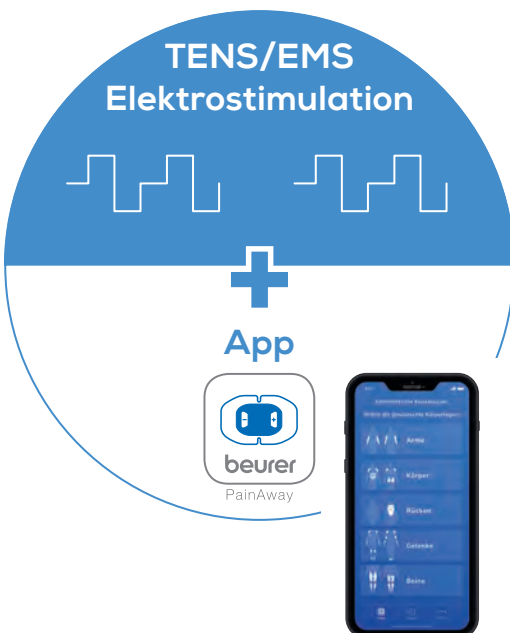 TENS/EMS
Elektrostimulation
App
beurer
PainAway
Arme
Körper
Rücken
Gelenke
Beine